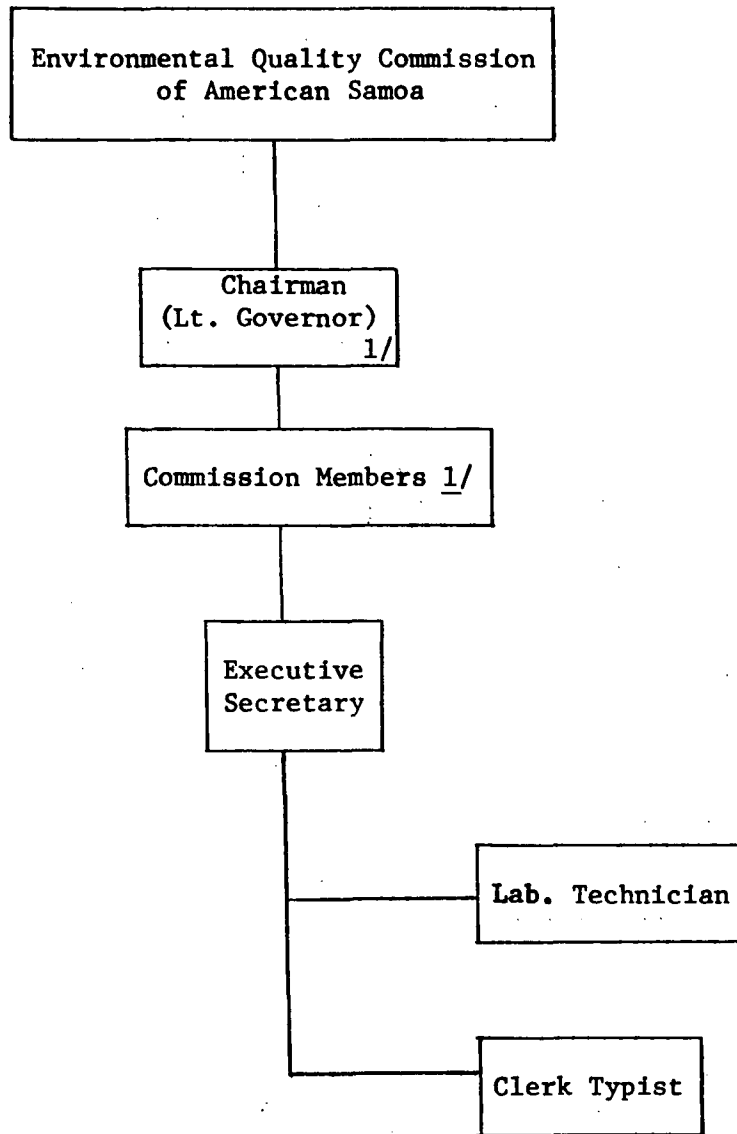 Environmental Quality Commission
of American Samoa
Chairman
(Lt. Governor)
1/
Commission Members 1/
Executive
Secretary
Lab. Technician
Clerk Typist